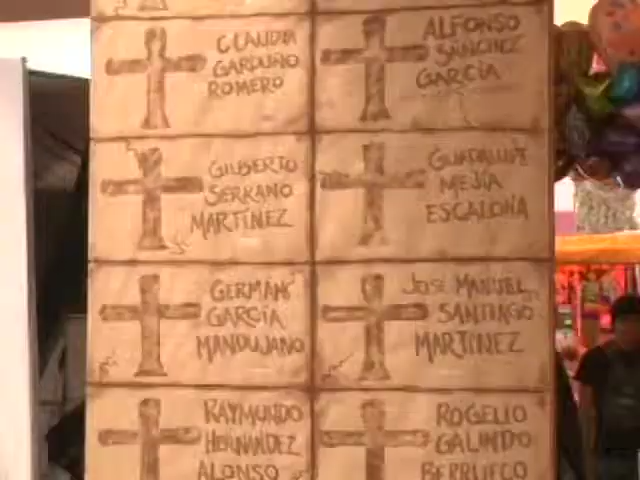 CLAUDIA
GARDUÑO
ROMERO
ALFONSO
SÁNCHEZ
GARCÍA
GILBERTO
SERRANO
MARTÍNEZ
GUADALUPE
MEJÍA
ESCALONA
GERMÁN
GARCÍA
MANDUJANO
JOSÉ MANUEL
SANTIAGO
MARTÍNEZ
RAYMUNDO
HERNÁNDEZ
ALONSO
ROGELIO
GALINDO
BERRUECO